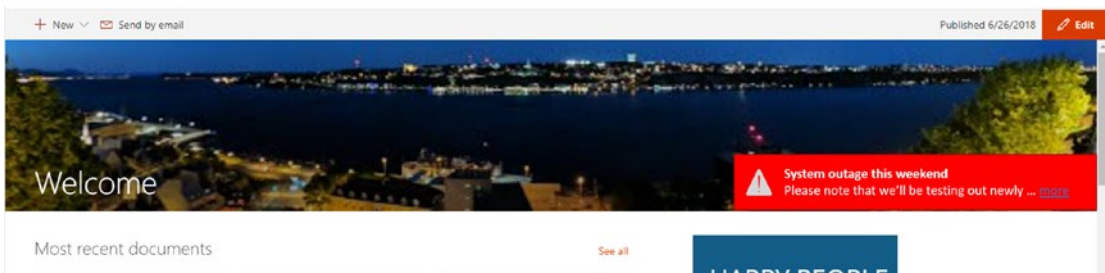 New
Send by email
Published 6/26/2018
Edit
Welcome
System outage this weekend
Please note that we'll be testing out newly ... more
Most recent documents
See all
HAPPY PEOPLE